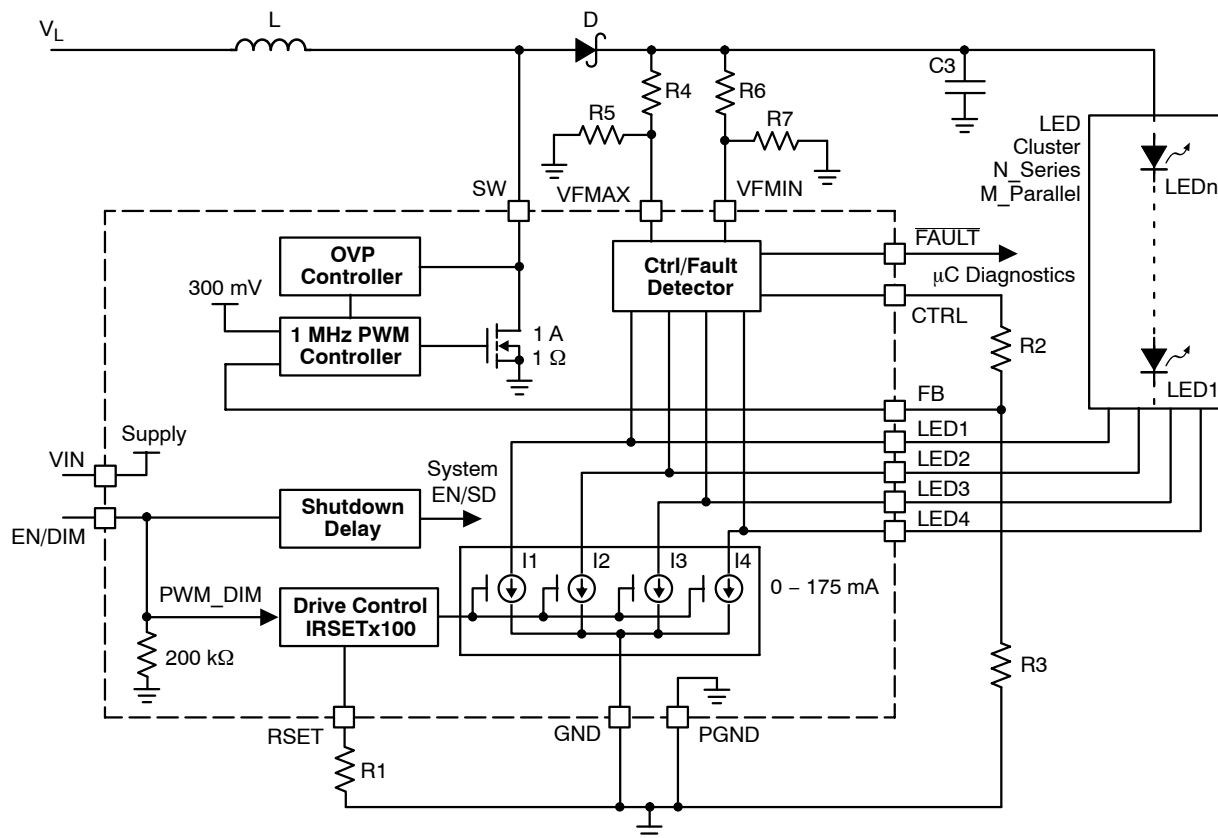 VL
L
D
R4
R6
C3
R5
R7
LED
Cluster
N_Series
M_Parallel
LEDn
LED1
SW
VFMAX
VFMIN
OVP
Controller
300 mV
1 MHz PWM
Controller
1 A
1 Ω
Ctrl/Fault
Detector
FAULT
μC Diagnostics
CTRL
R2
FB
LED1
LED2
LED3
LED4
Supply
VIN
EN/DIM
Shutdown
Delay
System
EN/SD
I1
I2
I3
I4
0 – 175 mA
PWM_DIM
Drive Control
IRSETx100
200 kΩ
R3
RSET
GND
PGND
R1